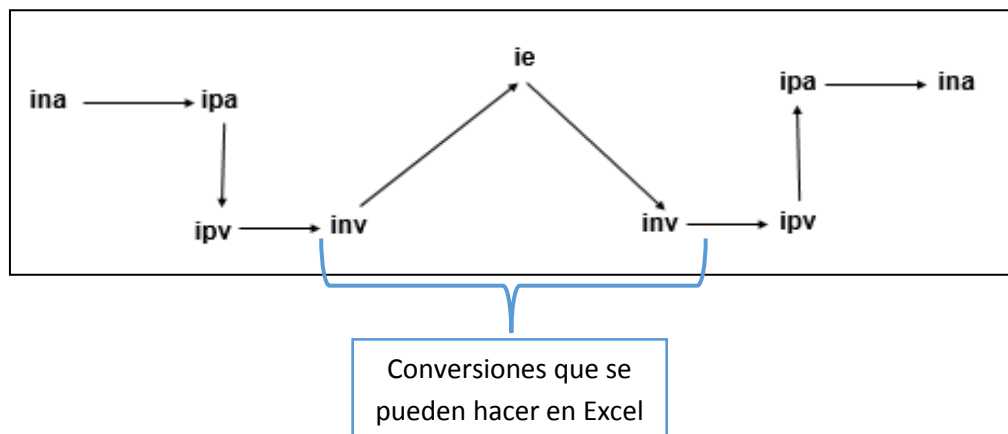 ie
ina
ipa
ipa
ina
ipv
inv
inv
ipv
Conversiones que se
pueden hacer en Excel